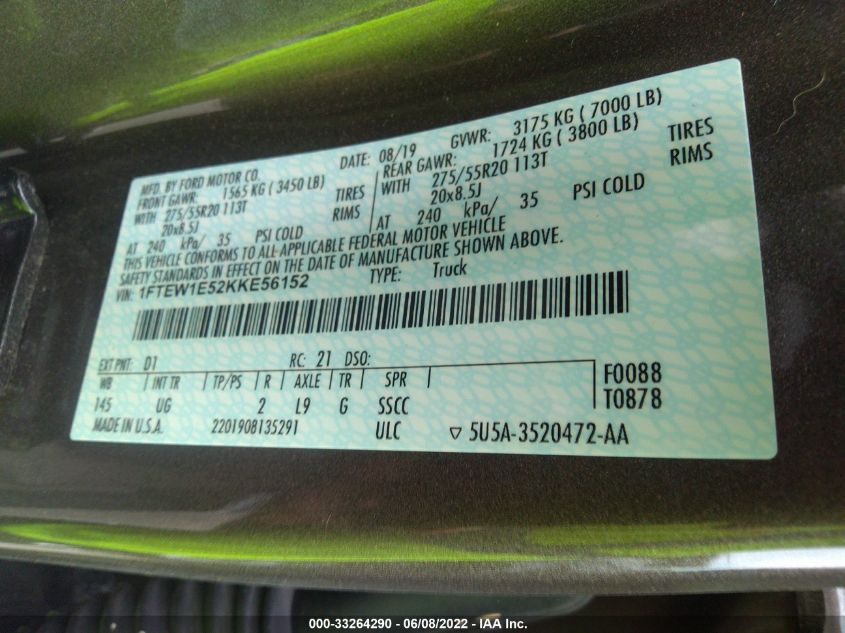 MFD. BY FORD MOTOR CO. DATE: 08/19 GVWR: 3175 KG ( 7000 LB)
FRONT GAWR: 1565 KG ( 3450 LB) REAR GAWR: 1724 KG ( 3800 LB)
WITH 275/55R20 113T TIRES WITH 275/55R20 113T TIRES
20x8.5J RIMS 20x8.5J RIMS
AT 240 kPa/ 35 PSI COLD AT 240 kPa/ 35 PSI COLD
THIS VEHICLE CONFORMS TO ALL APPLICABLE FEDERAL MOTOR VEHICLE
SAFETY STANDARDS IN EFFECT ON THE DATE OF MANUFACTURE SHOWN ABOVE.
VIN: 1FTEW1E52KKE56152 TYPE: Truck
EXT PNT: D1 RC: 21 DSO:
WB INT TR TP/PS R AXLE TR SPR F0088
145 UG 2 L9 G SSCC T0878
MADE IN U.S.A. 2201908135291 ULC ▽ 5U5A-3520472-AA
000-33264290 - 06/08/2022 - IAA Inc.